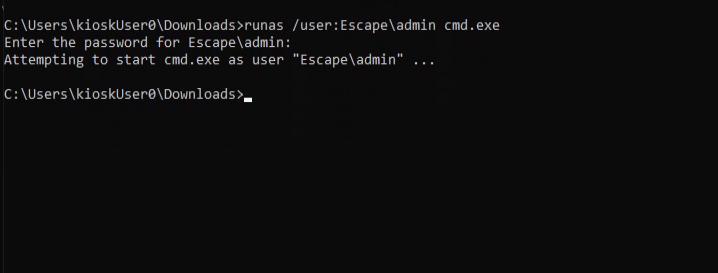 C:\Users\kioskUser0\Downloads>runas /user:Escape\admin cmd.exe
Enter the password for Escape\admin:
Attempting to start cmd.exe as user "Escape\admin" ...
C:\Users\kioskUser0\Downloads>